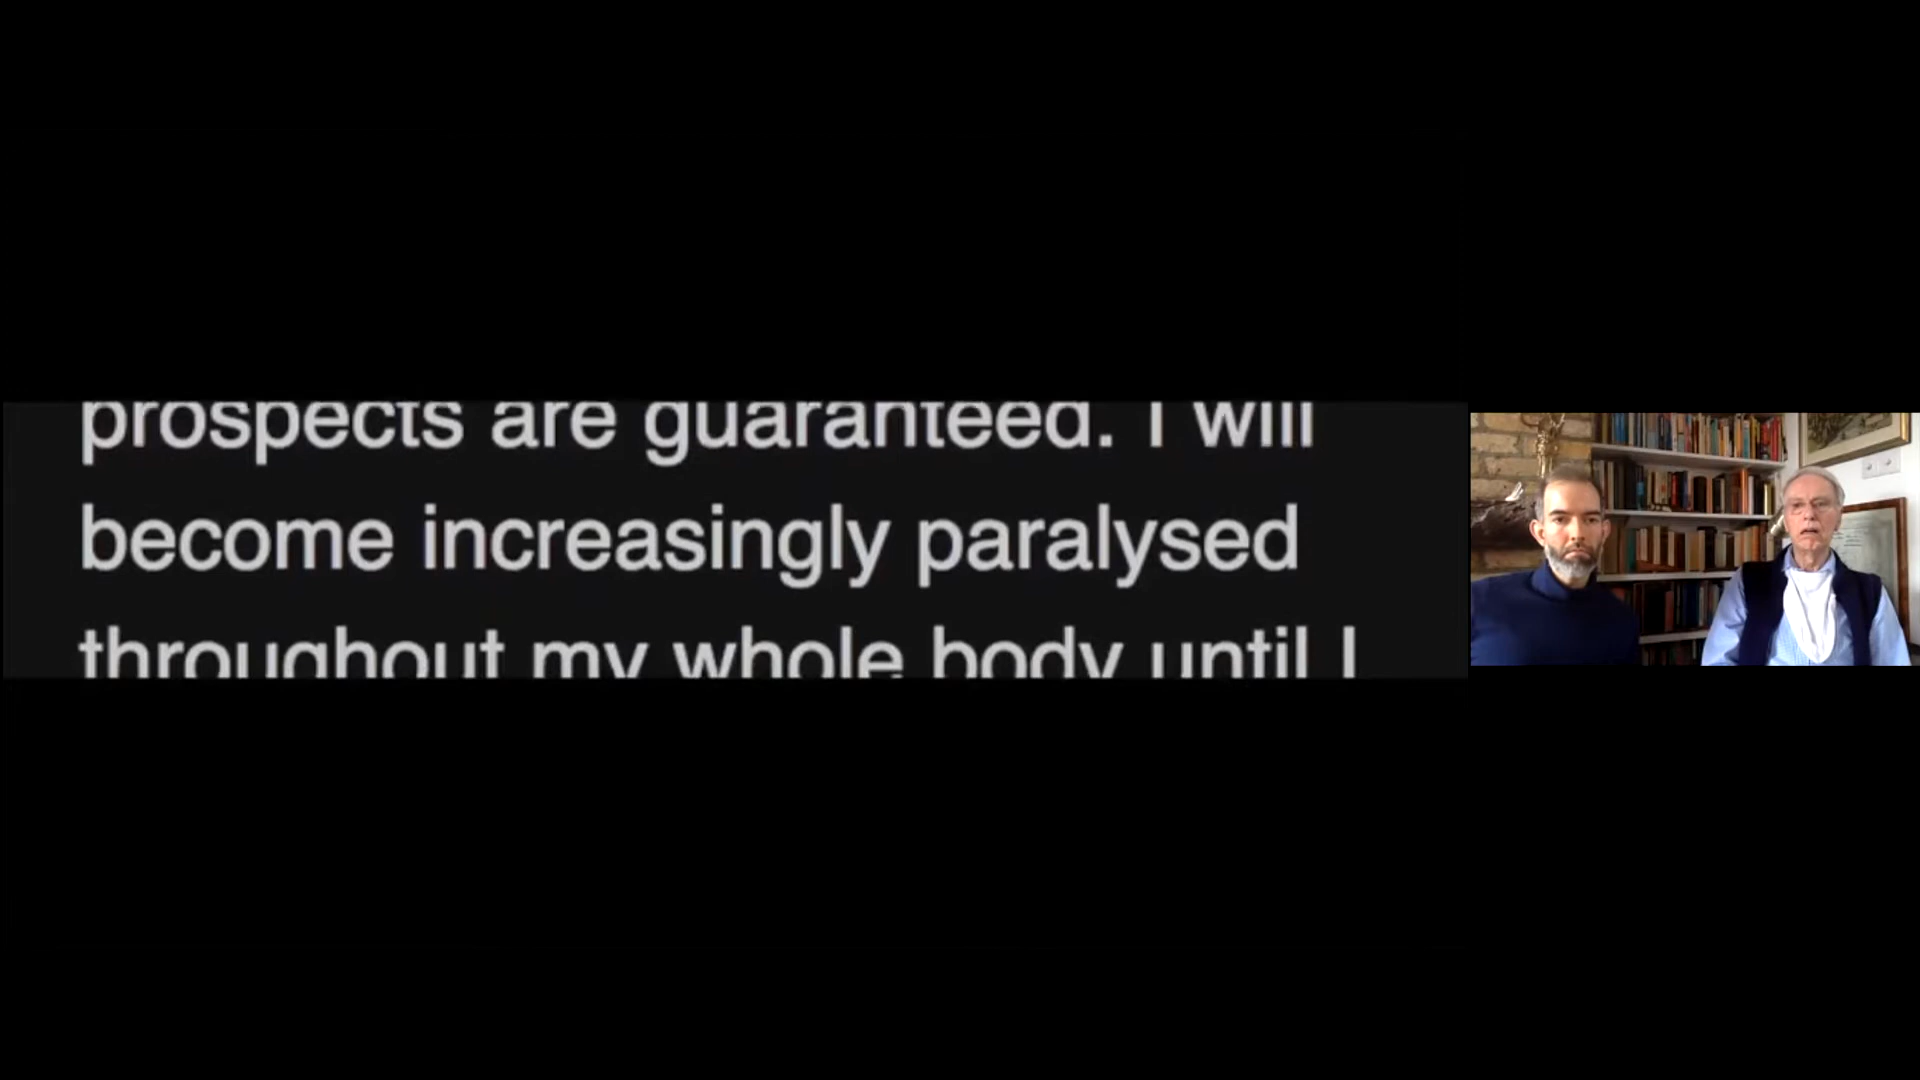 prospects are guaranteed. I will
become increasingly paralysed
throughout my whole body until I